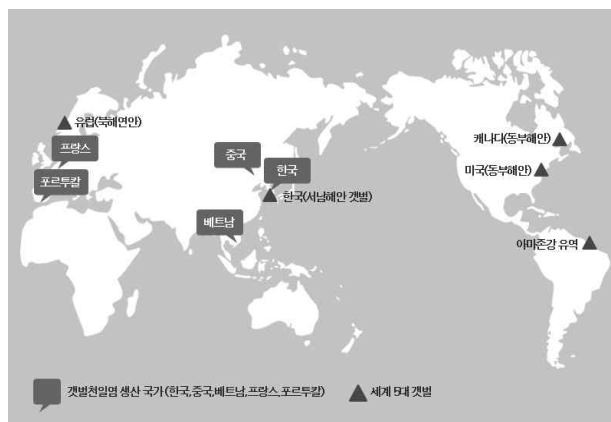 유럽(북해연안)
프랑스
포르투칼
중국
한국
한국(서남해안 갯벌)
베트남
캐나다(동부해안)
미국(동부해안)
아마존강 유역
갯벌천일염 생산 국가(한국,중국,베트남,프랑스,포르투칼)
세계 5대 갯벌